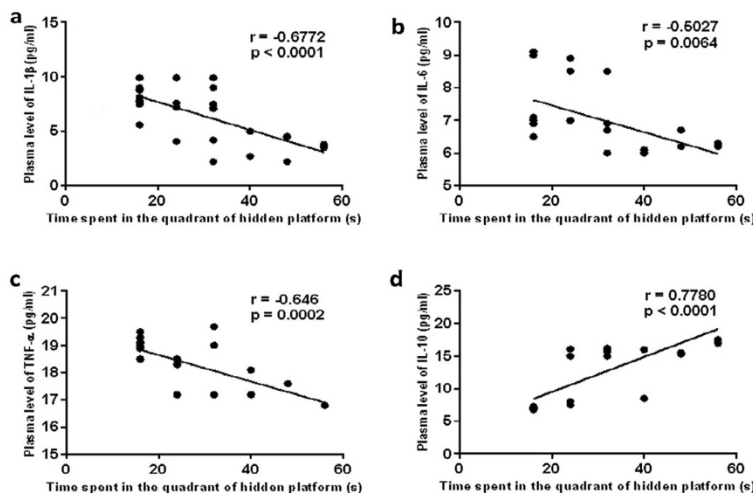 a
r = -0.6772
p < 0.0001
Plasma level of IL-1β (pg/ml)
15
10
5
0
0 20 40 60
Time spent in the quadrant of hidden platform (s)
b
r = -0.5027
p = 0.0064
Plasma level of IL-6 (pg/ml)
10
9
8
7
6
5
0 20 40 60
Time spent in the quadrant of hidden platform (s)
c
r = -0.646
p = 0.0002
Plasma level of TNF-α (pg/ml)
21
20
19
18
17
16
15
0 20 40 60
Time spent in the quadrant of hidden platform (s)
d
r = 0.7780
p < 0.0001
Plasma level of IL-10 (pg/ml)
25
20
15
10
5
0
0 20 40 60
Time spent in the quadrant of hidden platform (s)